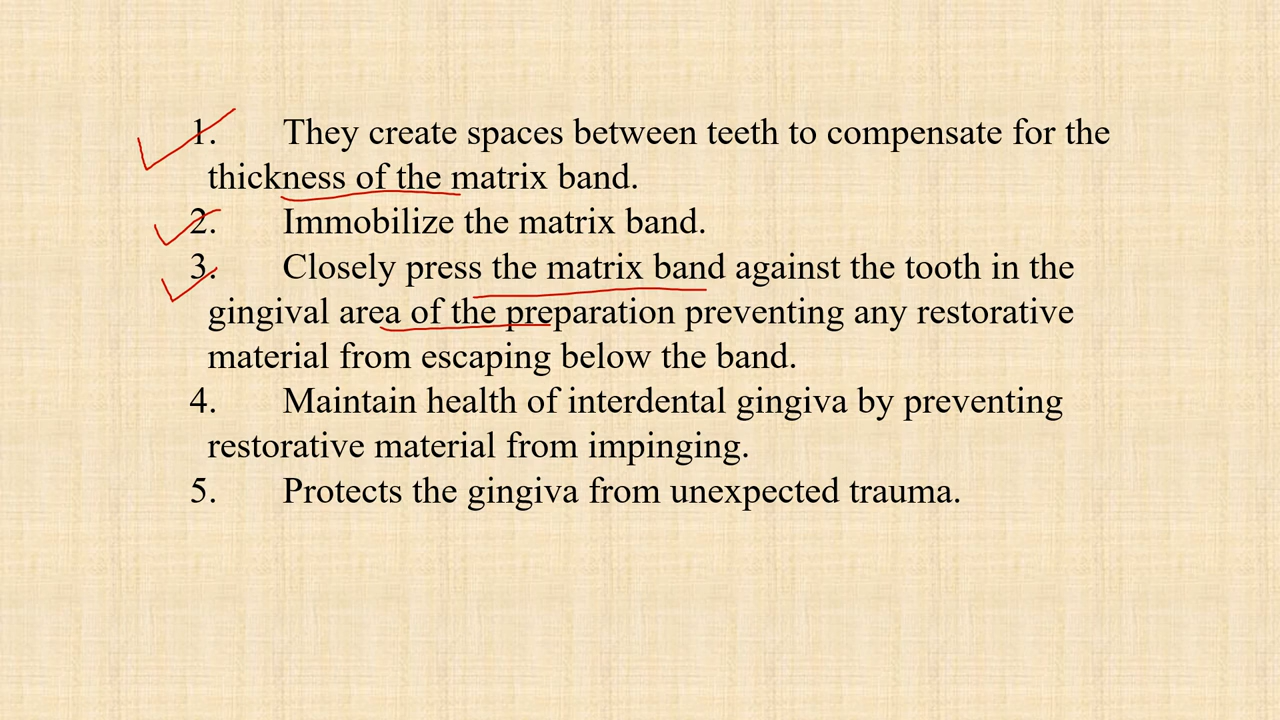 1. They create spaces between teeth to compensate for the
thickness of the matrix band.
2. Immobilize the matrix band.
3. Closely press the matrix band against the tooth in the
gingival area of the preparation preventing any restorative
material from escaping below the band.
4. Maintain health of interdental gingiva by preventing
restorative material from impinging.
5. Protects the gingiva from unexpected trauma.